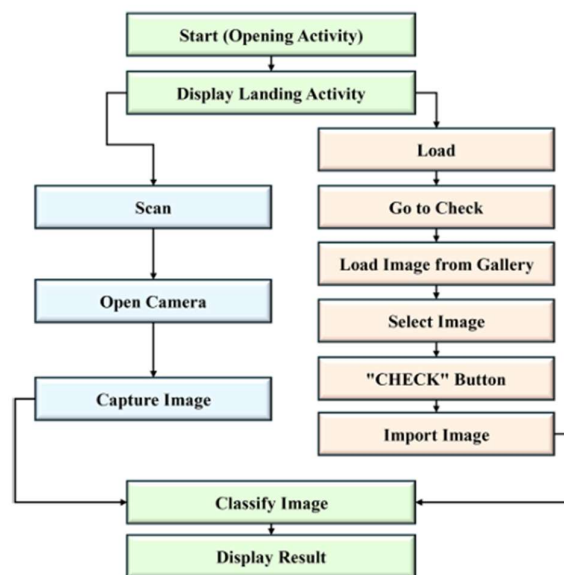 Start (Opening Activity)
Display Landing Activity
Load
Scan
Go to Check
Load Image from Gallery
Open Camera
Select Image
"CHECK" Button
Capture Image
Import Image
Classify Image
Display Result